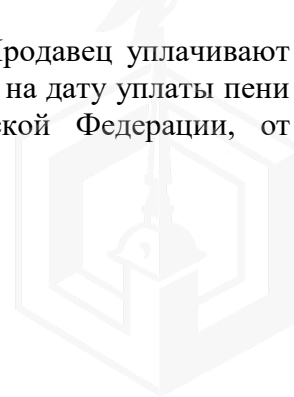 Продавец уплачивают
на дату уплаты пени
ской Федерации, от